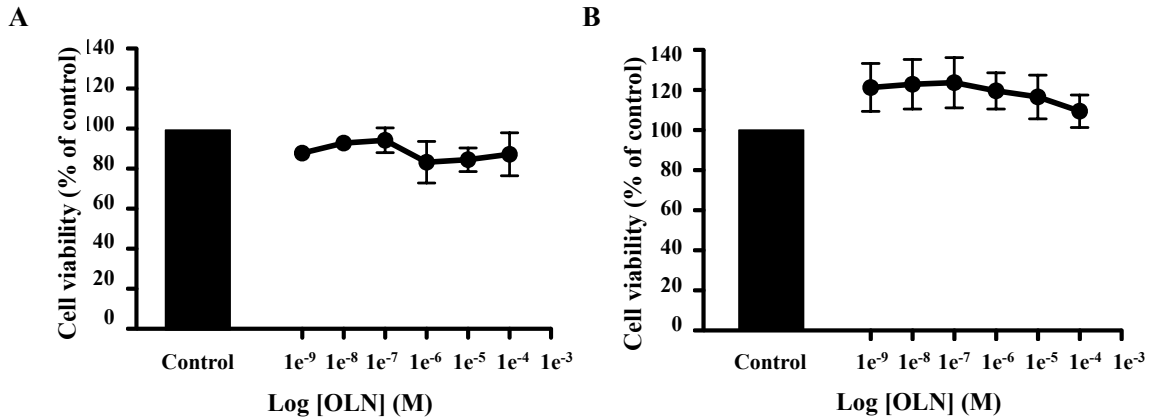 A
B
Cell viability (% of control)
140
120
100
80
60
40
20
0
Control
1e-9 1e-8 1e-7 1e-6 1e-5 1e-4 1e-3
Log [OLN] (M)
Cell viability (% of control)
140
120
100
80
60
40
20
0
Control
1e-9 1e-8 1e-7 1e-6 1e-5 1e-4 1e-3
Log [OLN] (M)